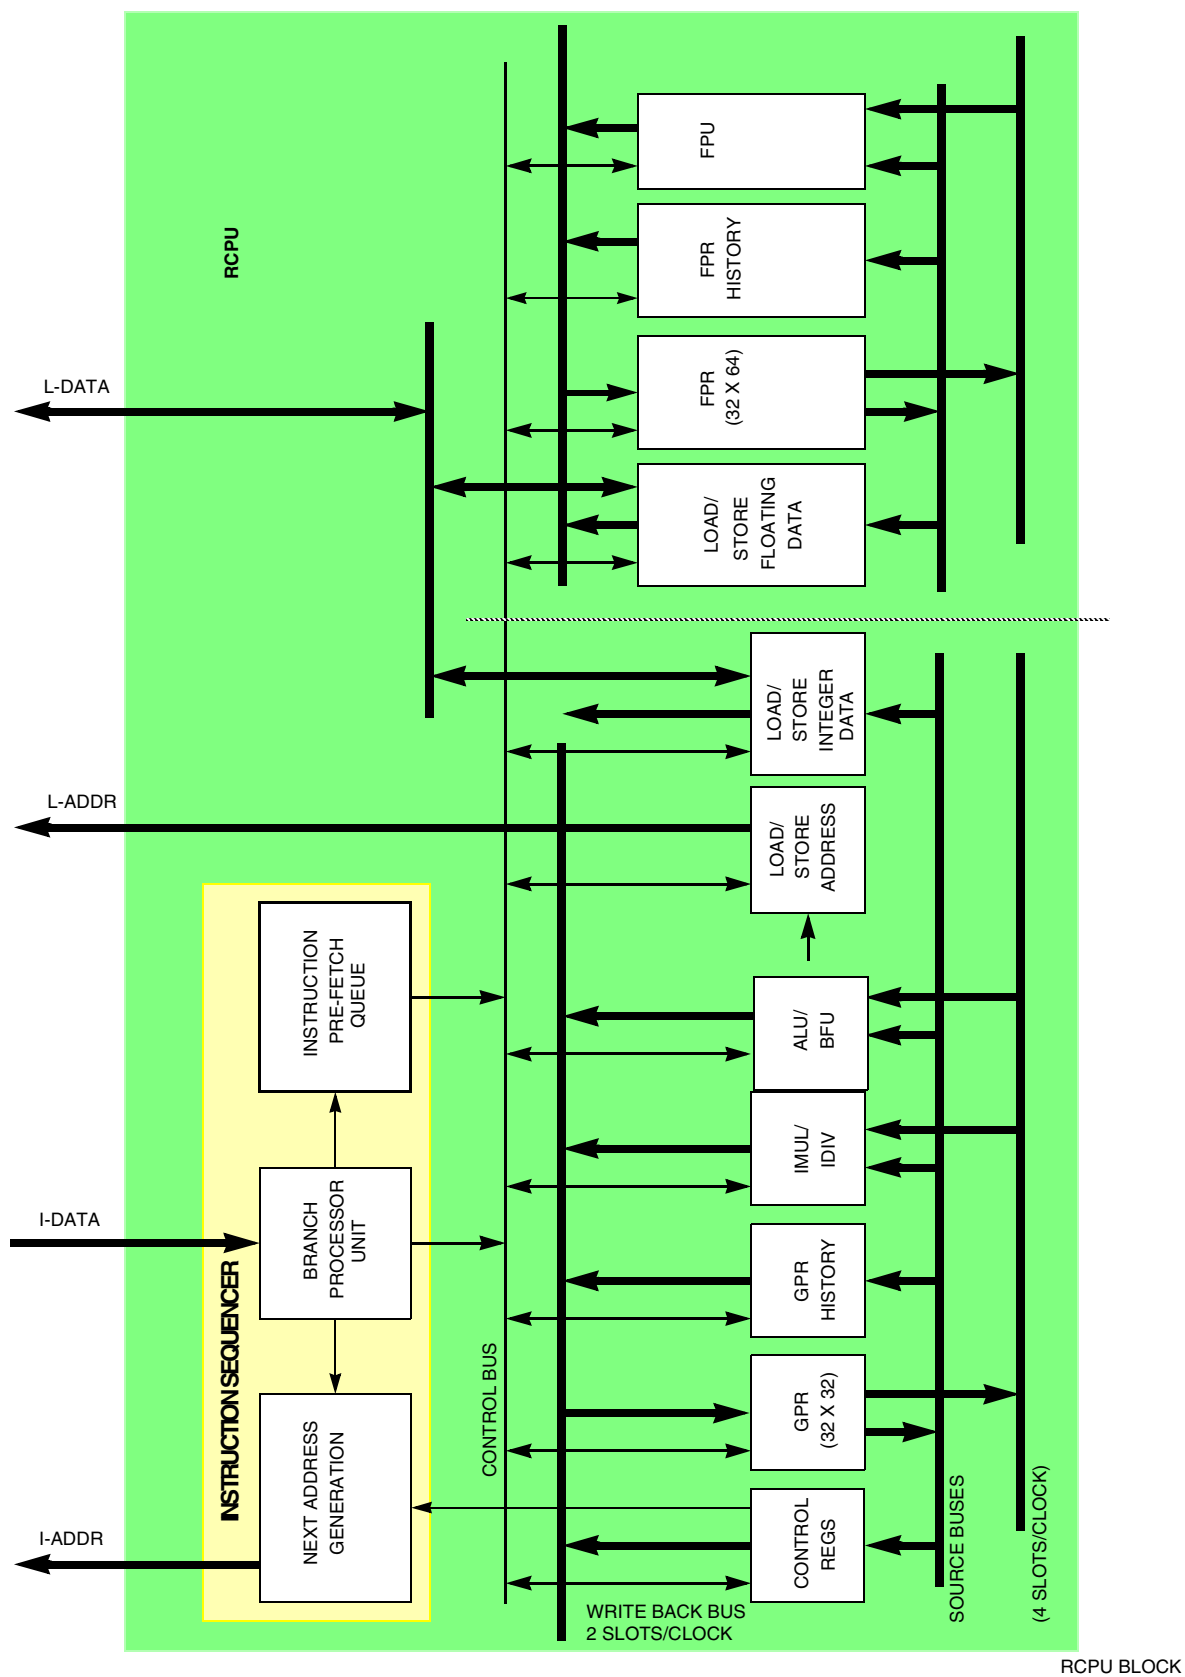 RCPU
L-DATA
L-ADDR
I-DATA
I-ADDR
FPU
FPR
HISTORY
FPR
(32 X 64)
LOAD/
STORE
FLOATING
DATA
LOAD/
STORE
INTEGER
DATA
LOAD/
STORE
ADDRESS
ALU/
BFU
IMUL/
IDIV
GPR
HISTORY
GPR
(32 X 32)
CONTROL
REGS
INSTRUCTION
PRE-FETCH
QUEUE
BRANCH
PROCESSOR
UNIT
NEXT ADDRESS
GENERATION
INSTRUCTION SEQUENCER
CONTROL BUS
WRITE BACK BUS
2 SLOTS/CLOCK
SOURCE BUSES
(4 SLOTS/CLOCK)
RCPU BLOCK